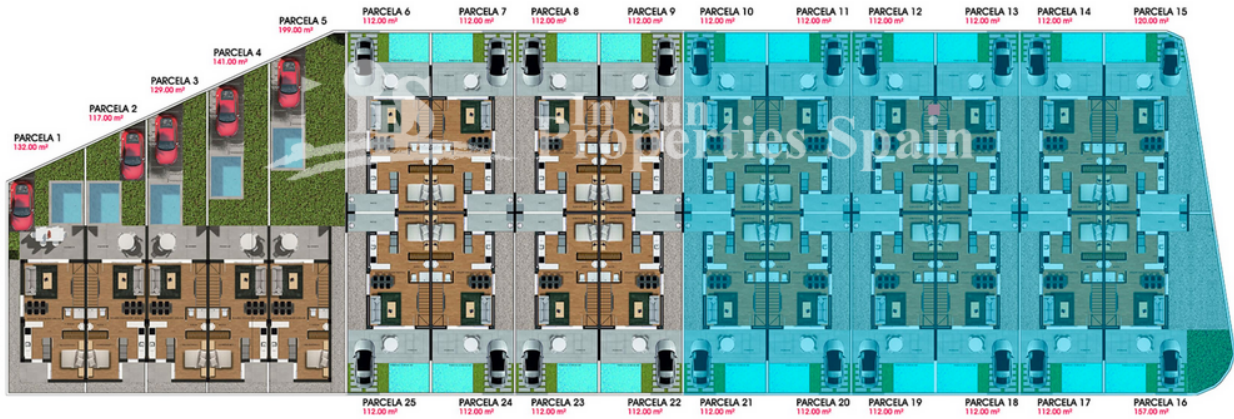 PARCELA 1
132.00 m²
PARCELA 2
117.00 m²
PARCELA 3
129.00 m²
PARCELA 4
141.00 m²
PARCELA 5
199.00 m²
PARCELA 6
112.00 m²
PARCELA 7
112.00 m²
PARCELA 8
112.00 m²
PARCELA 9
112.00 m²
PARCELA 10
112.00 m²
PARCELA 11
112.00 m²
PARCELA 12
112.00 m²
PARCELA 13
112.00 m²
PARCELA 14
112.00 m²
PARCELA 15
120.00 m²
In Sun
Properties Spain
PARCELA 25
112.00 m²
PARCELA 24
112.00 m²
PARCELA 23
112.00 m²
PARCELA 22
112.00 m²
PARCELA 21
112.00 m²
PARCELA 20
112.00 m²
PARCELA 19
112.00 m²
PARCELA 18
112.00 m²
PARCELA 17
112.00 m²
PARCELA 16
157.00 m²